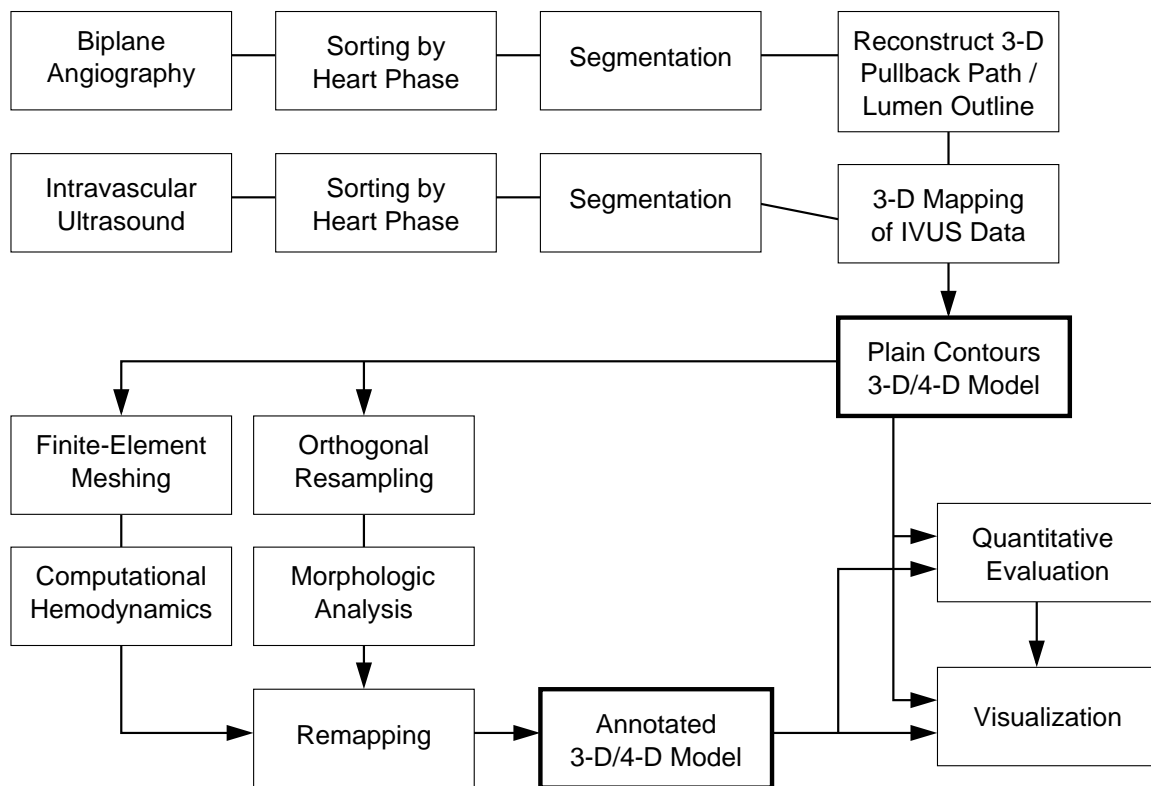 Biplane
Angiography
Sorting by
Heart Phase
Segmentation
Reconstruct 3-D
Pullback Path /
Lumen Outline
Intravascular
Ultrasound
Sorting by
Heart Phase
Segmentation
3-D Mapping
of IVUS Data
Plain Contours
3-D/4-D Model
Finite-Element
Meshing
Orthogonal
Resampling
Computational
Hemodynamics
Morphologic
Analysis
Quantitative
Evaluation
Remapping
Annotated
3-D/4-D Model
Visualization